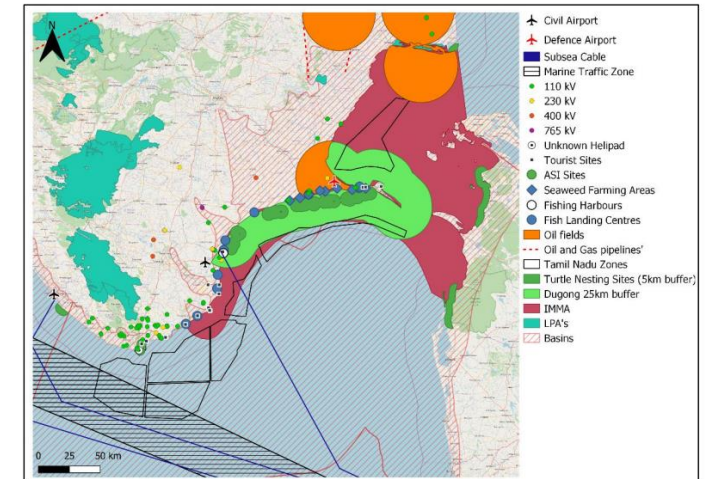 N
0 25 50 km
Civil Airport
Defence Airport
Subsea Cable
Marine Traffic Zone
110 kV
230 kV
400 kV
765 kV
Unknown Helipad
Tourist Sites
ASI Sites
Seaweed Farming Areas
Fishing Harbours
Fish Landing Centres
Oil fields
Oil and Gas pipelines'
Tamil Nadu Zones
Turtle Nesting Sites (5km buffer)
Dugong 25km buffer
IMMA
LPA's
Basins